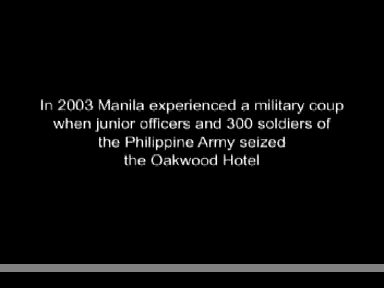 In 2003 Manila experienced a military coup
when junior officers and 300 soldiers of
the Philippine Army seized
the Oakwood Hotel